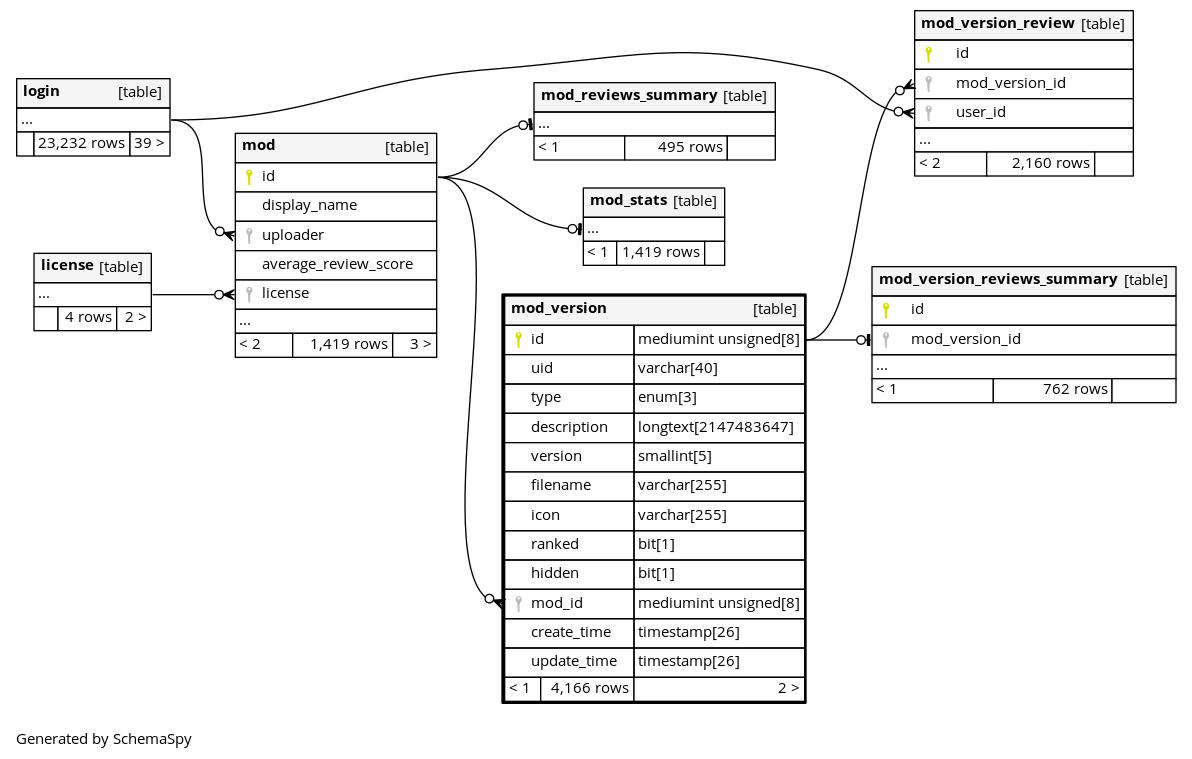 login [table]
...
23,232 rows 39 >
license [table]
...
4 rows 2 >
mod [table]
id
display_name
uploader
average_review_score
license
...
< 2 1,419 rows 3 >
mod_reviews_summary [table]
...
< 1 495 rows
mod_stats [table]
...
< 1 1,419 rows
mod_version [table]
id mediumint unsigned[8]
uid varchar[40]
type enum[3]
description longtext[2147483647]
version smallint[5]
filename varchar[255]
icon varchar[255]
ranked bit[1]
hidden bit[1]
mod_id mediumint unsigned[8]
create_time timestamp[26]
update_time timestamp[26]
< 1 4,166 rows 2 >
mod_version_review [table]
id
mod_version_id
user_id
...
< 2 2,160 rows
mod_version_reviews_summary [table]
id
mod_version_id
...
< 1 762 rows
Generated by SchemaSpy